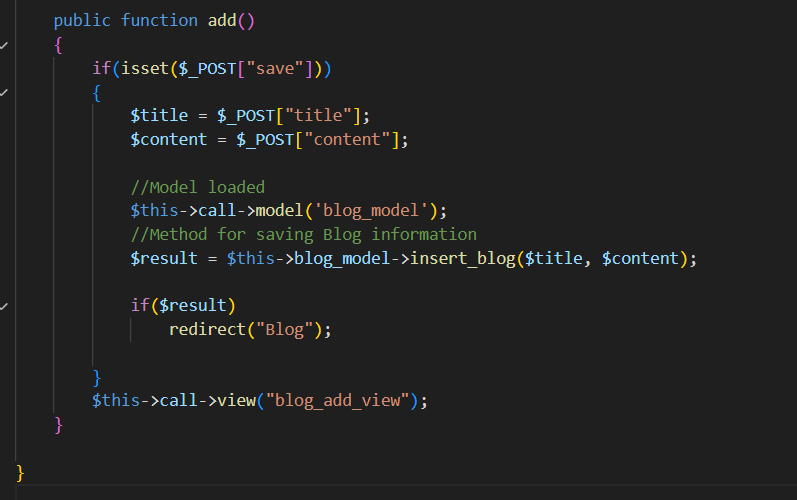 public function add()
{
if(isset($_POST["save"]))
{
$title = $_POST["title"];
$content = $_POST["content"];
//Model loaded
$this->call->model('blog_model');
//Method for saving Blog information
$result = $this->blog_model->insert_blog($title, $content);
if($result)
redirect("Blog");
}
$this->call->view("blog_add_view");
}
}